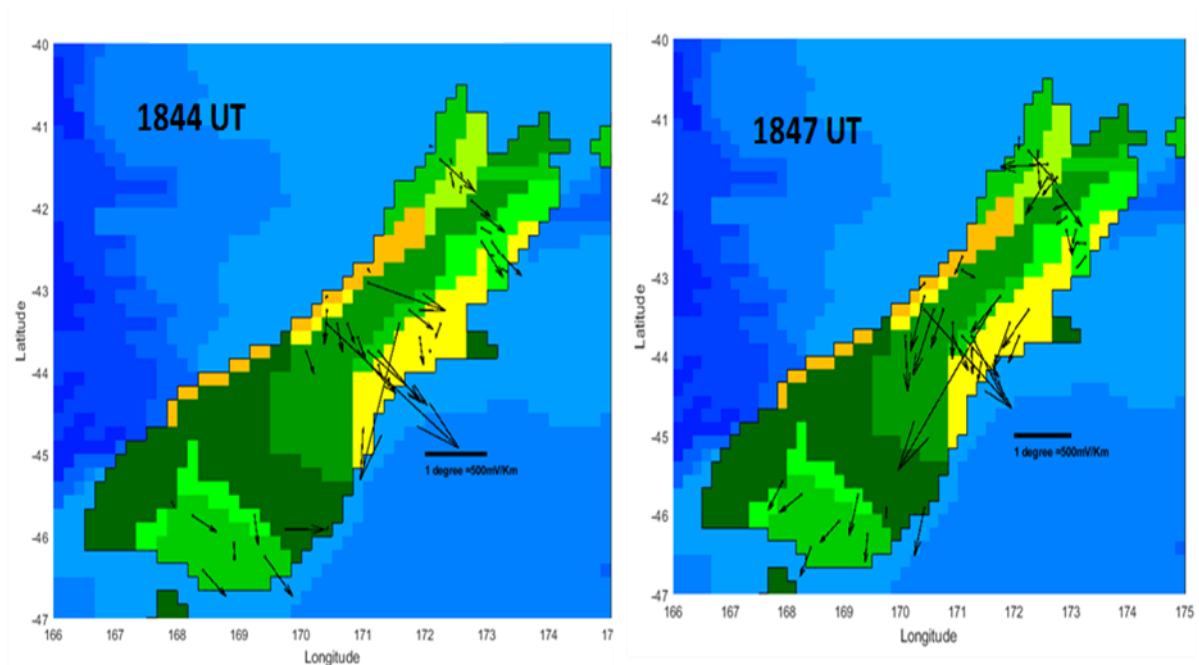 1844 UT
-40
-41
-42
-43
-44
-45
-46
-47
Latitude
166 167 168 169 170 171 172 173 174 17
Longitude
1 degree =500mV/Km
1847 UT
-40
-41
-42
-43
-44
-45
-46
-47
Latitude
166 167 168 169 170 171 172 173 174 175
Longitude
1 degree =500mV/Km